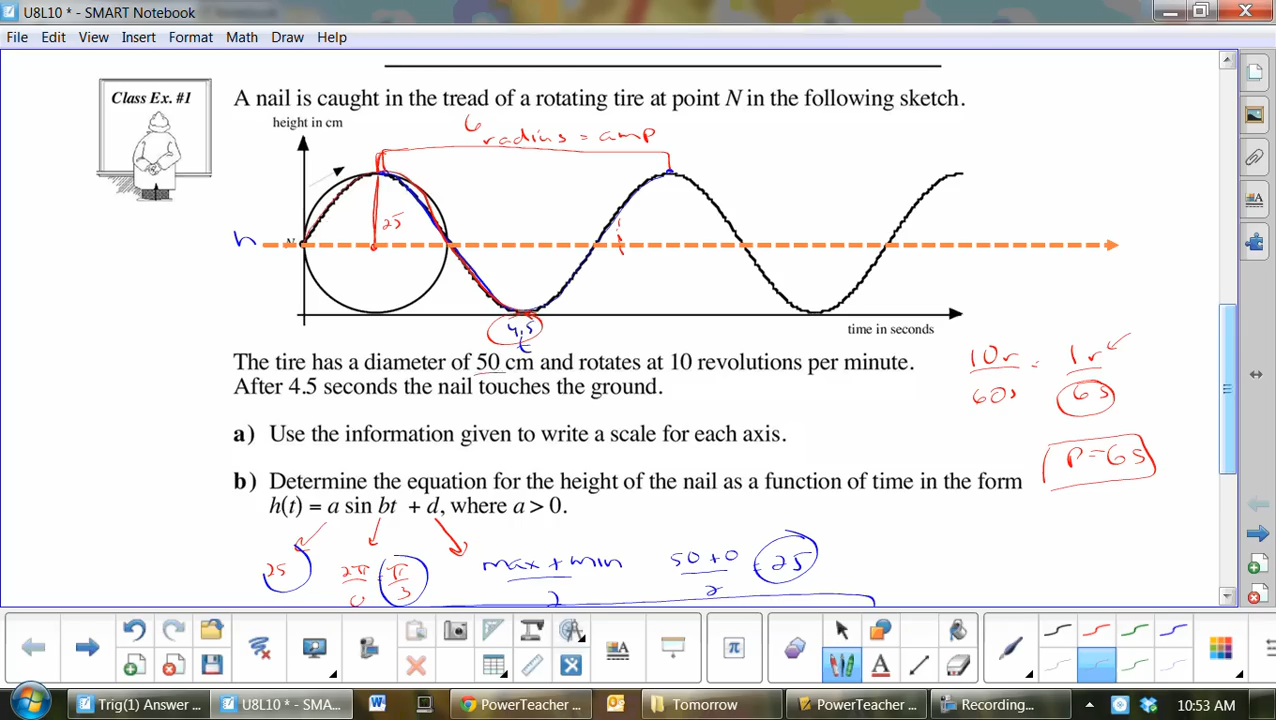 U8L10 * - SMART Notebook
File Edit View Insert Format Math Draw Help
Class Ex. #1
A nail is caught in the tread of a rotating tire at point N in the following sketch.
height in cm
6
radius = amp
25
h
N
4.5
t
time in seconds
The tire has a diameter of 50 cm and rotates at 10 revolutions per minute.
After 4.5 seconds the nail touches the ground.
10r/60s = 1r/6s
P=6s
a) Use the information given to write a scale for each axis.
b) Determine the equation for the height of the nail as a function of time in the form
h(t) = a sin bt + d, where a > 0.
25 2π/6 = π/3 max+min/2 50+0/2 = 25
Trig(1) Answer ... U8L10 * - SMA... PowerTeacher ... Tomorrow PowerTeacher ... Recording... 10:53 AM